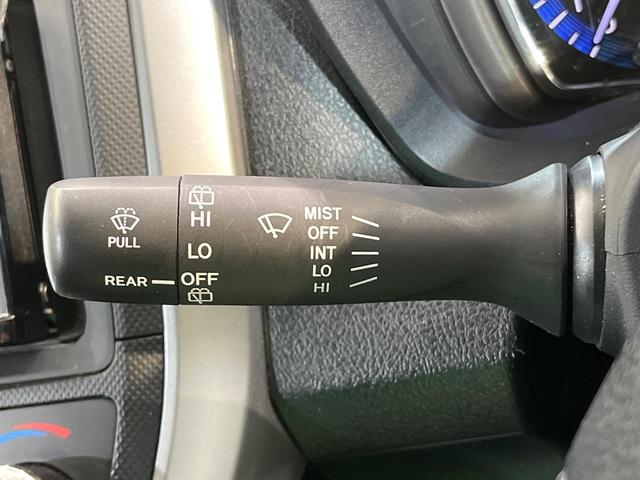 PULL
REAR
HI
LO
OFF
MIST
OFF
INT
LO
HI